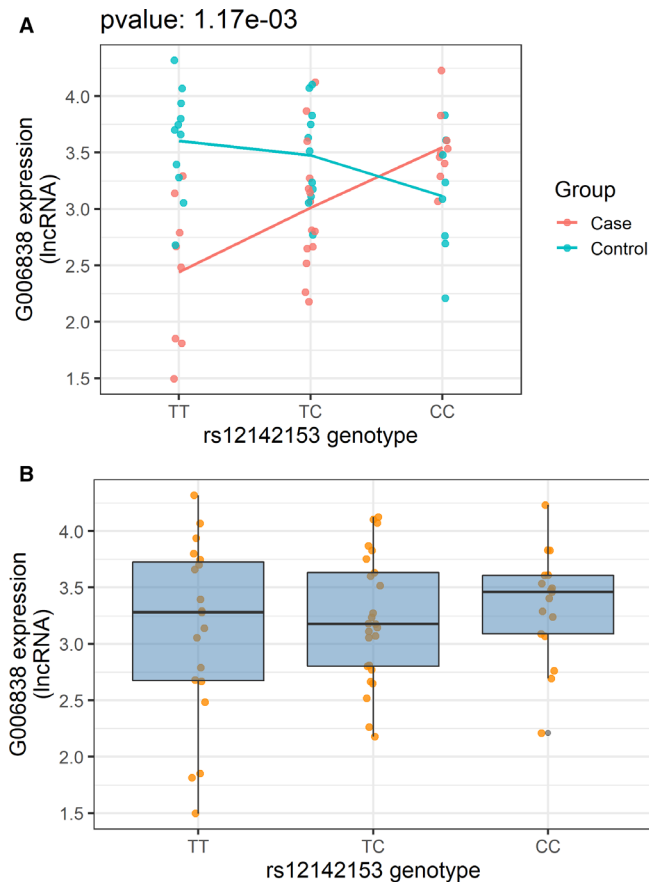 A
pvalue: 1.17e-03
G006838 expression
(lncRNA)
4.0
3.5
3.0
2.5
2.0
1.5
TT
TC
CC
rs12142153 genotype
Group
Case
Control
B
G006838 expression
(lncRNA)
4.0
3.5
3.0
2.5
2.0
1.5
TT
TC
CC
rs12142153 genotype